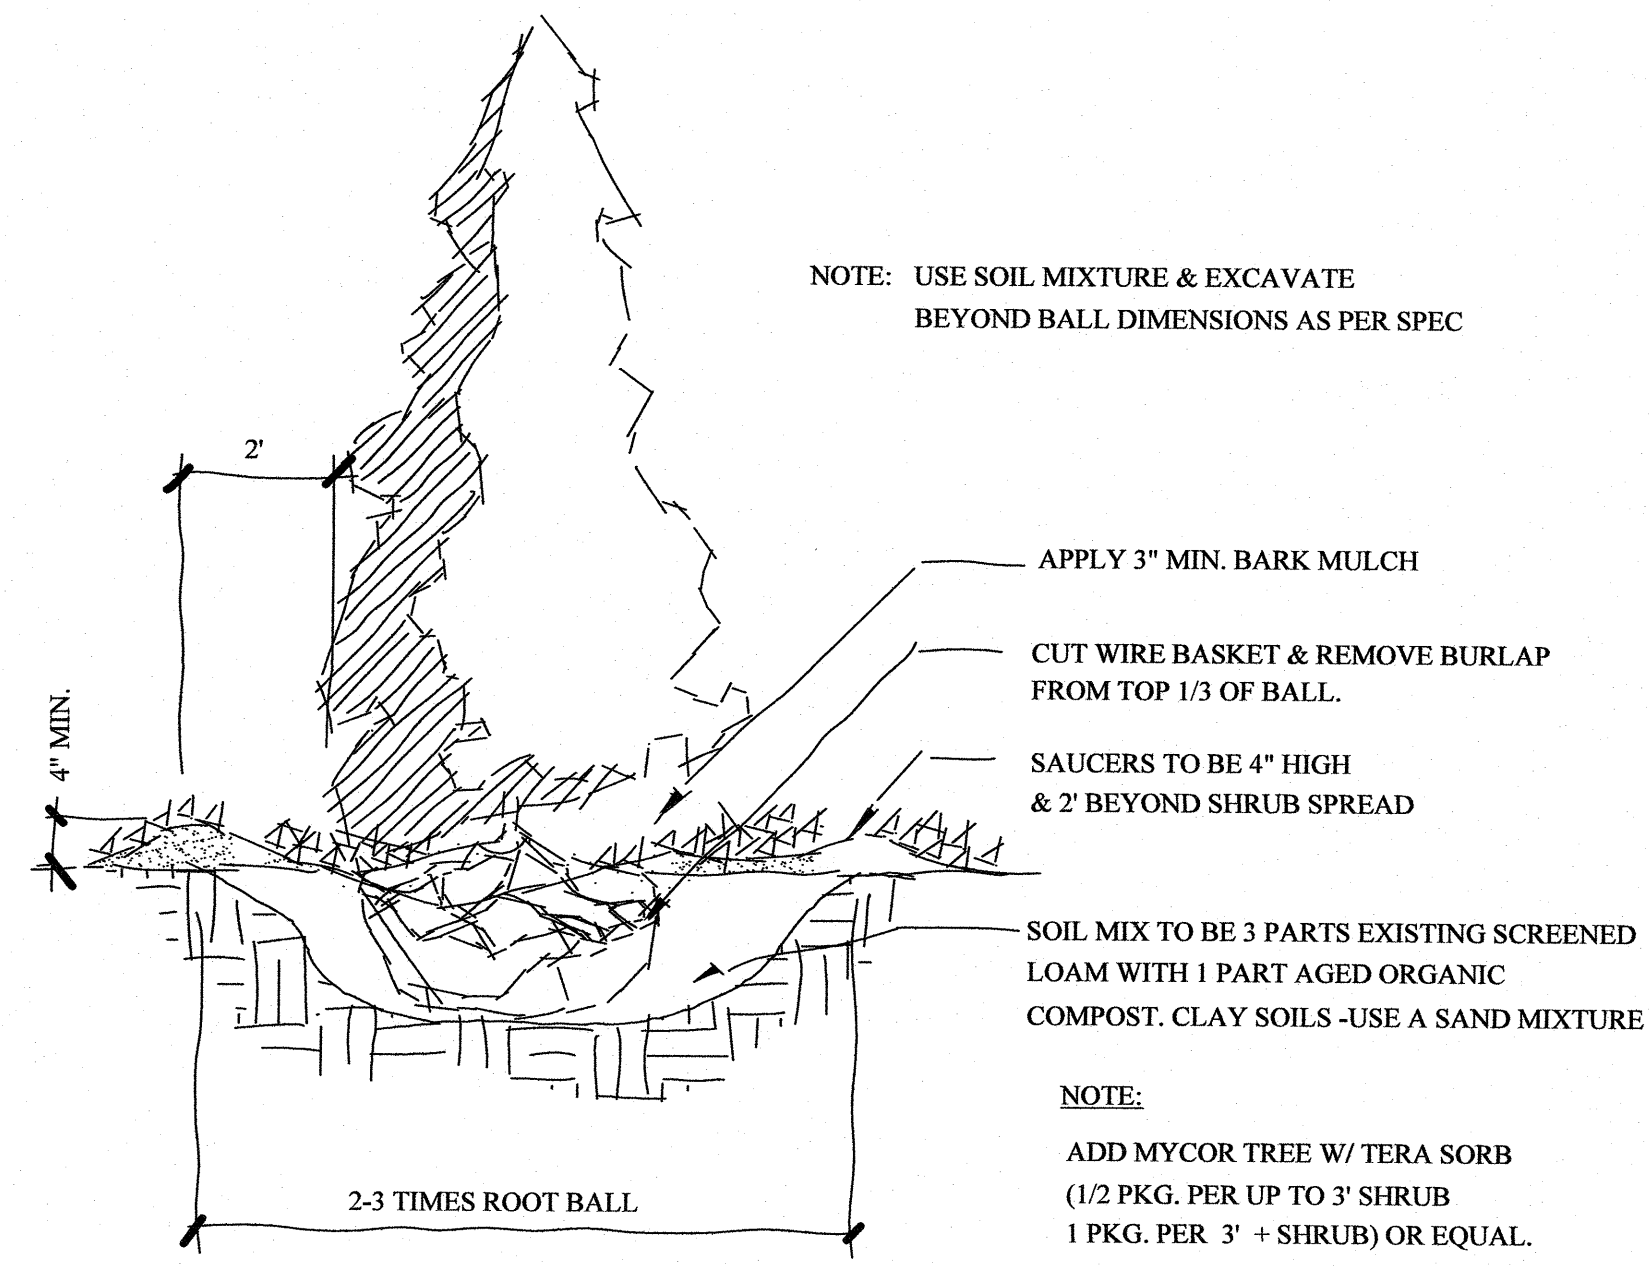 NOTE: USE SOIL MIXTURE & EXCAVATE
BEYOND BALL DIMENSIONS AS PER SPEC
2'
APPLY 3" MIN. BARK MULCH
CUT WIRE BASKET & REMOVE BURLAP
FROM TOP 1/3 OF BALL.
4" MIN.
SAUCERS TO BE 4" HIGH
& 2' BEYOND SHRUB SPREAD
SOIL MIX TO BE 3 PARTS EXISTING SCREENED
LOAM WITH 1 PART AGED ORGANIC
COMPOST. CLAY SOILS -USE A SAND MIXTURE
NOTE:
ADD MYCOR TREE W/ TERA SORB
(1/2 PKG. PER UP TO 3' SHRUB
1 PKG. PER 3' + SHRUB) OR EQUAL.
2-3 TIMES ROOT BALL